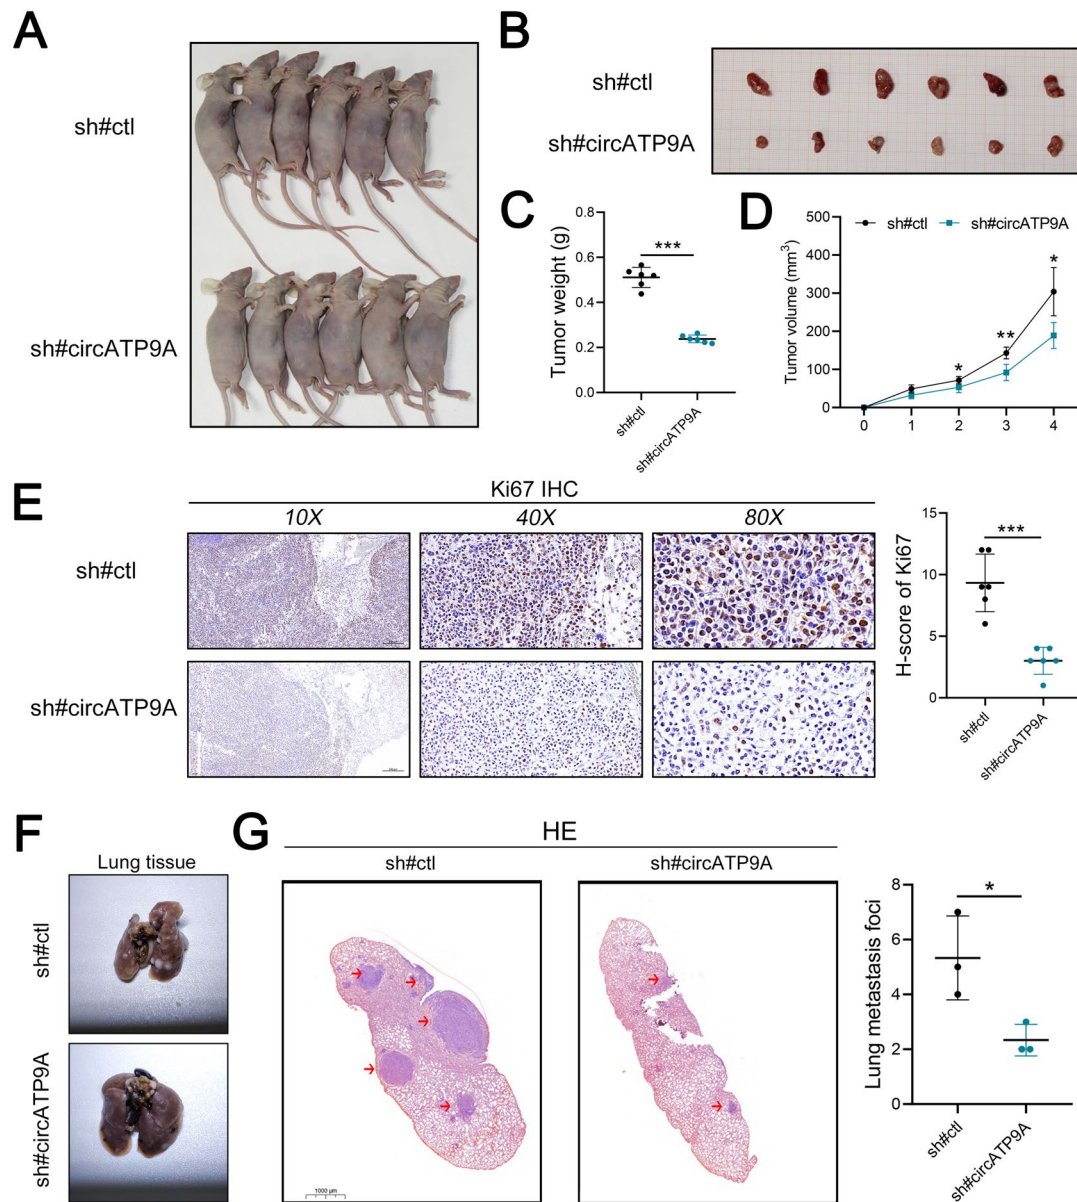 A
sh#ctl
sh#circATP9A
B
sh#ctl
sh#circATP9A
C
Tumor weight (g)
0.8
0.6
0.4
0.2
0.0
***
sh#ctl
sh#circATP9A
D
Tumor volume (mm³)
500
400
300
200
100
0
sh#ctl
sh#circATP9A
*
**
*
0 1 2 3 4
E
Ki67 IHC
10X 40X 80X
sh#ctl
sh#circATP9A
H-score of Ki67
15
10
5
0
***
sh#ctl
sh#circATP9A
F
Lung tissue
sh#ctl
sh#circATP9A
G
HE
sh#ctl
sh#circATP9A
1000 µm
Lung metastasis foci
8
6
4
2
0
*
sh#ctl
sh#circATP9A